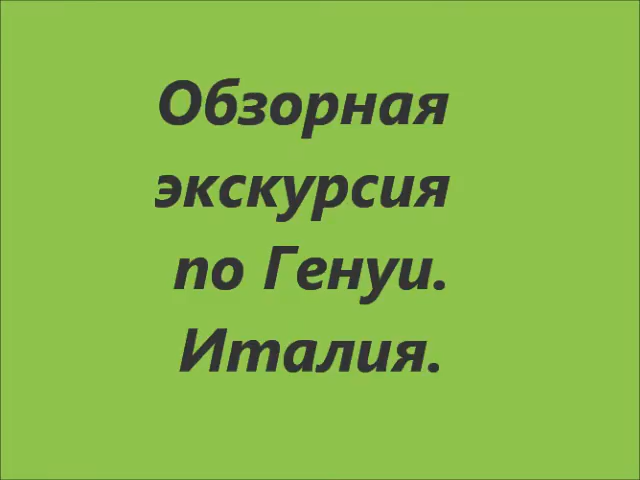 Обзорная
экскурсия
по Генуи.
Италия.